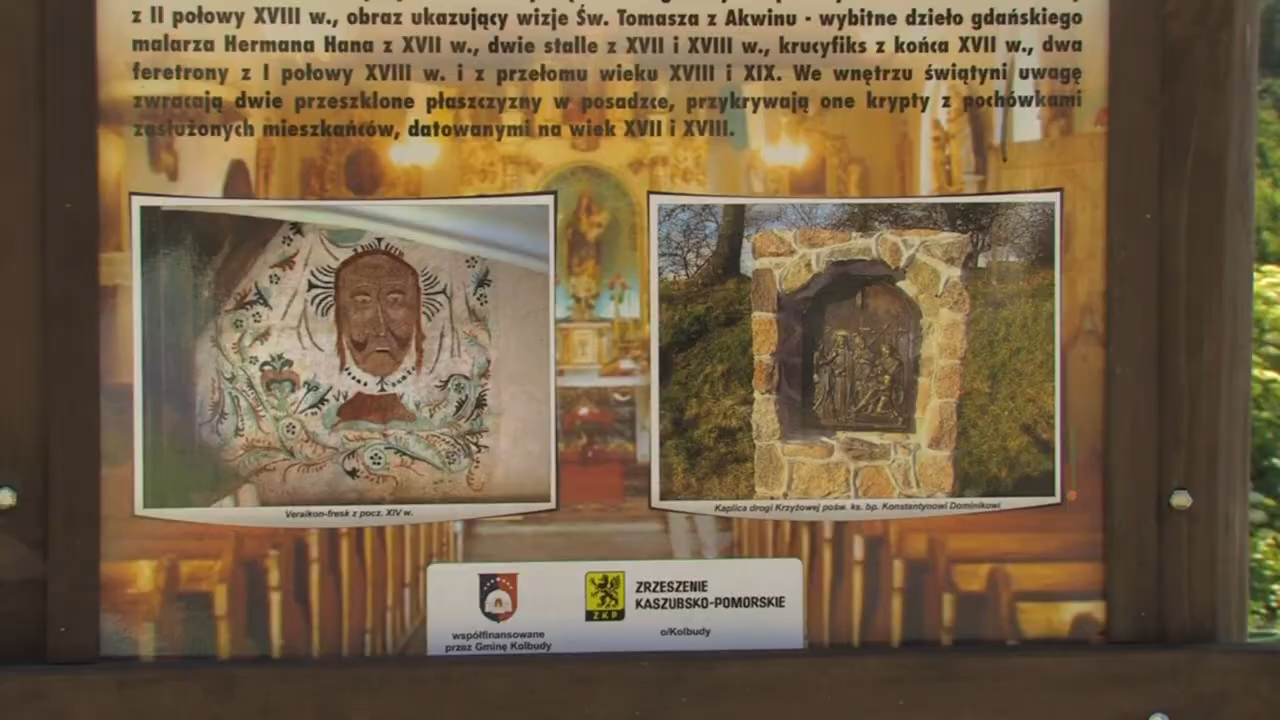 z II połowy XVIII w., obraz ukazujący wizje Św. Tomasza z Akwinu - wybitne dzieło gdańskiego
malarza Hermana Hana z XVII w., dwie stalle z XVII i XVIII w., krucyfiks z końca XVII w., dwa
feretrony z I połowy XVIII w. i z przełomu wieku XVIII i XIX. We wnętrzu świątyni uwagę
zwracają dwie przeszklone płaszczyzny w posadzce, przykrywają one krypty z pochówkami
zasłużonych mieszkańców, datowanymi na wiek XVII i XVIII.
Veraikon-fresk z pocz. XIV w.
Kaplica drogi Krzyżowej pośw. ks. bp. Konstantynowi Dominikowi
współfinansowane
przez Gminę Kolbudy
ZKP
ZRZESZENIE
KASZUBSKO-POMORSKIE
o/Kolbudy